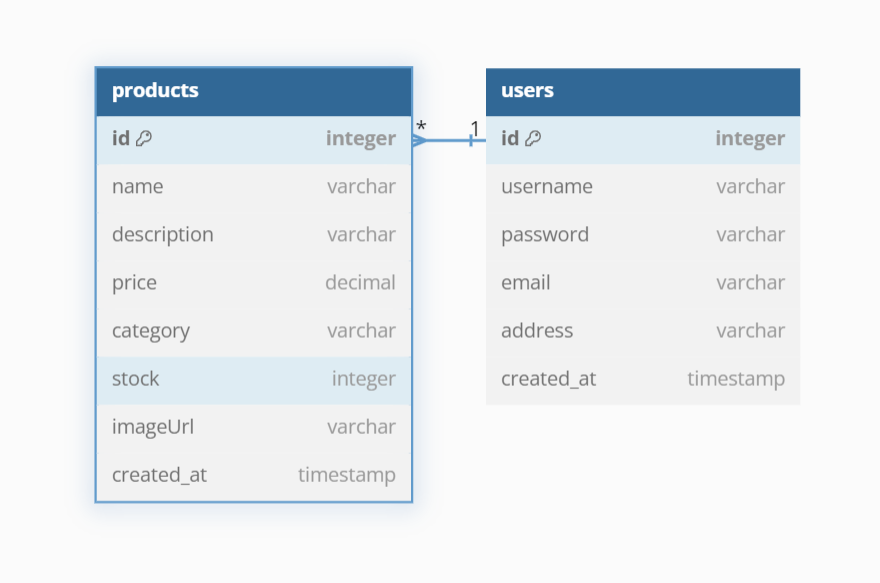 products
id integer
name varchar
description varchar
price decimal
category varchar
stock integer
imageUrl varchar
created_at timestamp
* 1
users
id integer
username varchar
password varchar
email varchar
address varchar
created_at timestamp